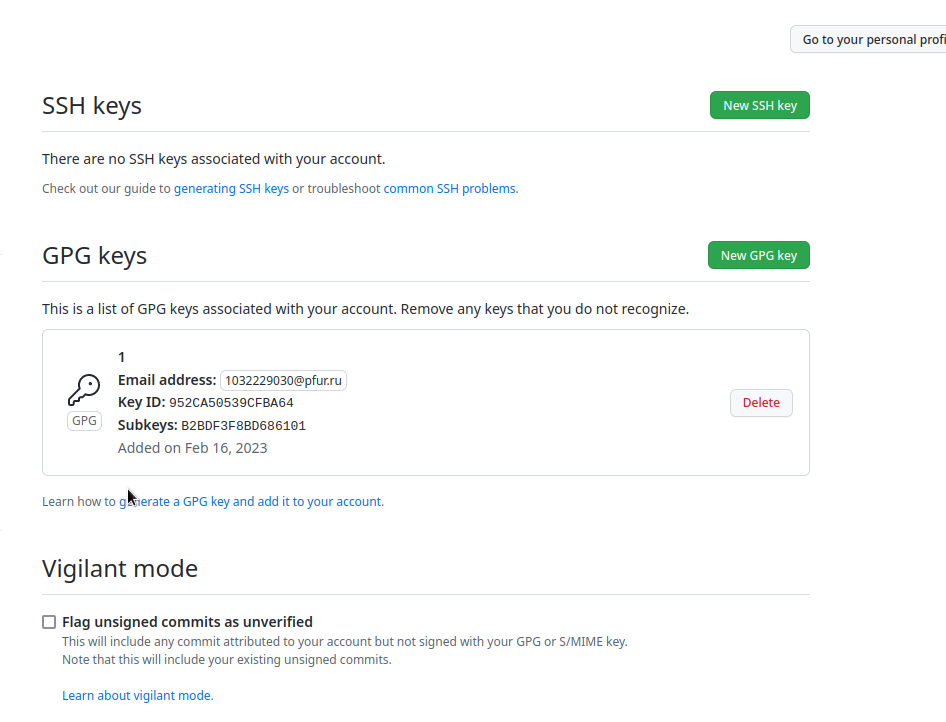 Go to your personal profi
SSH keys
New SSH key
There are no SSH keys associated with your account.
Check out our guide to generating SSH keys or troubleshoot common SSH problems.
GPG keys
New GPG key
This is a list of GPG keys associated with your account. Remove any keys that you do not recognize.
1
Email address: 1032229030@pfur.ru
Key ID: 952CA50539CFBA64
GPG
Subkeys: B2BDF3F8BD686101
Added on Feb 16, 2023
Delete
Learn how to generate a GPG key and add it to your account.
Vigilant mode
Flag unsigned commits as unverified
This will include any commit attributed to your account but not signed with your GPG or S/MIME key.
Note that this will include your existing unsigned commits.
Learn about vigilant mode.